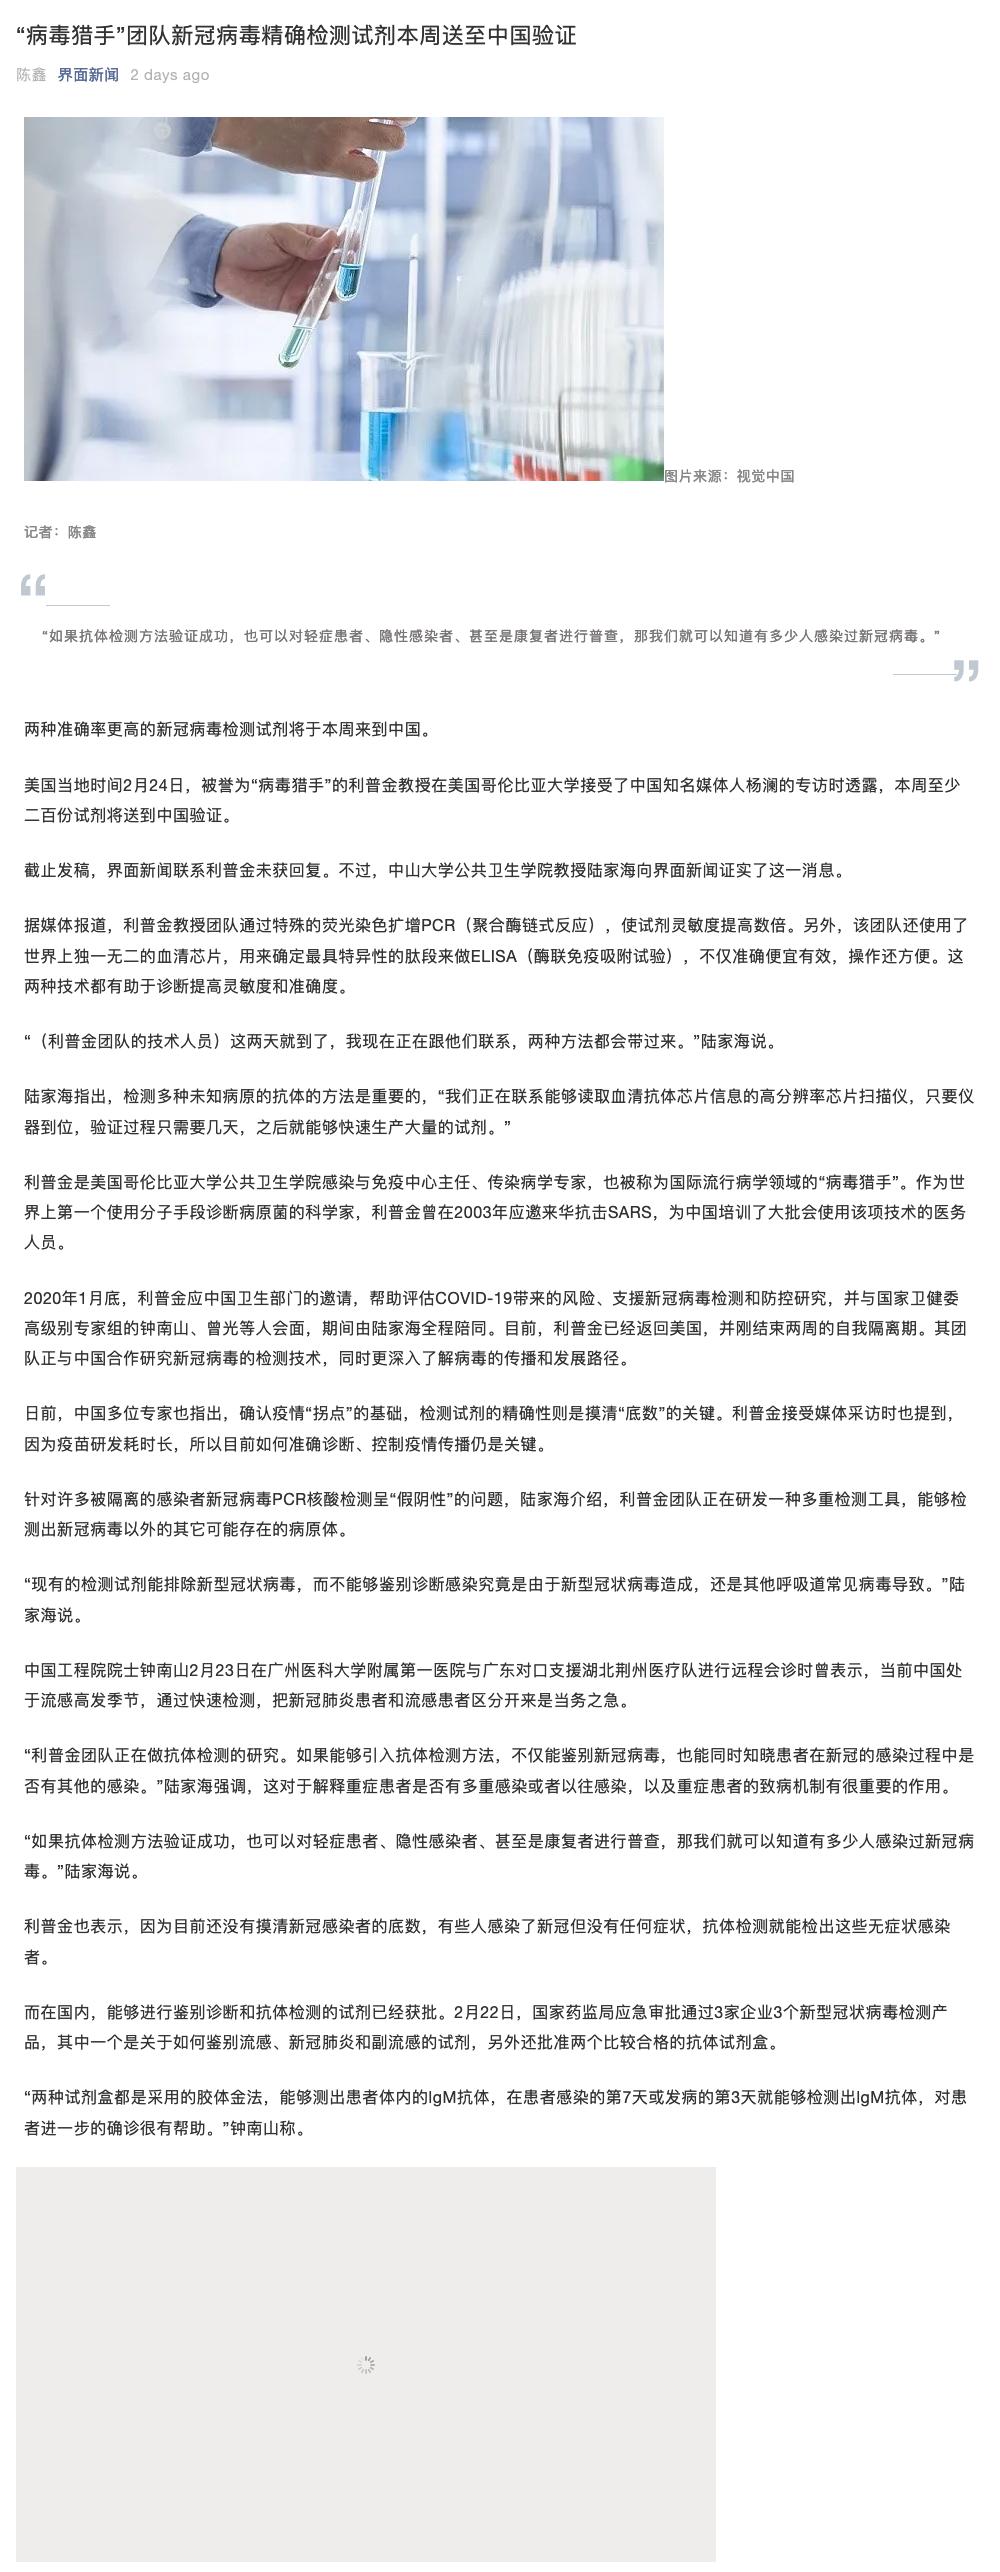 “病毒猎手”团队新冠病毒精确检测试剂本周送至中国验证
陈鑫 界面新闻 2 days ago
图片来源：视觉中国
记者：陈鑫
“如果抗体检测方法验证成功，也可以对轻症患者、隐性感染者、甚至是康复者进行普查，那我们就可以知道有多少人感染过新冠病毒。”
两种准确率更高的新冠病毒检测试剂将于本周来到中国。
美国当地时间2月24日，被誉为“病毒猎手”的利普金教授在美国哥伦比亚大学接受了中国知名媒体人杨澜的专访时透露，本周至少
二百份试剂将送到中国验证。
截止发稿，界面新闻联系利普金未获回复。不过，中山大学公共卫生学院教授陆家海向界面新闻证实了这一消息。
据媒体报道，利普金教授团队通过特殊的荧光染色扩增PCR（聚合酶链式反应），使试剂灵敏度提高数倍。另外，该团队还使用了
世界上独一无二的血清芯片，用来确定最具特异性的肽段来做ELISA（酶联免疫吸附试验），不仅准确便宜有效，操作还方便。这
两种技术都有助于诊断提高灵敏度和准确度。
“（利普金团队的技术人员）这两天就到了，我现在正在跟他们联系，两种方法都会带过来。”陆家海说。
陆家海指出，检测多种未知病原的抗体的方法是重要的，“我们正在联系能够读取血清抗体芯片信息的高分辨率芯片扫描仪，只要仪
器到位，验证过程只需要几天，之后就能够快速生产大量的试剂。”
利普金是美国哥伦比亚大学公共卫生学院感染与免疫中心主任、传染病学专家，也被称为国际流行病学领域的“病毒猎手”。作为世
界上第一个使用分子手段诊断病原菌的科学家，利普金曾在2003年应邀来华抗击SARS，为中国培训了大批会使用该项技术的医务
人员。
2020年1月底，利普金应中国卫生部门的邀请，帮助评估COVID-19带来的风险、支援新冠病毒检测和防控研究，并与国家卫健委
高级别专家组的钟南山、曾光等人会面，期间由陆家海全程陪同。目前，利普金已经返回美国，并刚结束两周的自我隔离期。其团
队正与中国合作研究新冠病毒的检测技术，同时更深入了解病毒的传播和发展路径。
日前，中国多位专家也指出，确认疫情“拐点”的基础，检测试剂的精确性则是摸清“底数”的关键。利普金接受媒体采访时也提到，
因为疫苗研发耗时长，所以目前如何准确诊断、控制疫情传播仍是关键。
针对许多被隔离的感染者新冠病毒PCR核酸检测呈“假阴性”的问题，陆家海介绍，利普金团队正在研发一种多重检测工具，能够检
测出新冠病毒以外的其它可能存在的病原体。
“现有的检测试剂能排除新型冠状病毒，而不能够鉴别诊断感染究竟是由于新型冠状病毒造成，还是其他呼吸道常见病毒导致。”陆
家海说。
中国工程院院士钟南山2月23日在广州医科大学附属第一医院与广东对口支援湖北荆州医疗队进行远程会诊时曾表示，当前中国处
于流感高发季节，通过快速检测，把新冠肺炎患者和流感患者区分开来是当务之急。
“利普金团队正在做抗体检测的研究。如果能够引入抗体检测方法，不仅能鉴别新冠病毒，也能同时知晓患者在新冠的感染过程中是
否有其他的感染。”陆家海强调，这对于解释重症患者是否有多重感染或者以往感染，以及重症患者的致病机制有很重要的作用。
“如果抗体检测方法验证成功，也可以对轻症患者、隐性感染者、甚至是康复者进行普查，那我们就可以知道有多少人感染过新冠病
毒。”陆家海说。
利普金也表示，因为目前还没有摸清新冠感染者的底数，有些人感染了新冠但没有任何症状，抗体检测就能检出这些无症状感染
者。
而在国内，能够进行鉴别诊断和抗体检测的试剂已经获批。2月22日，国家药监局应急审批通过3家企业3个新型冠状病毒检测产
品，其中一个是关于如何鉴别流感、新冠肺炎和副流感的试剂，另外还批准两个比较合格的抗体试剂盒。
“两种试剂盒都是采用的胶体金法，能够测出患者体内的IgM抗体，在患者感染的第7天或发病的第3天就能够检测出IgM抗体，对患
者进一步的确诊很有帮助。”钟南山称。